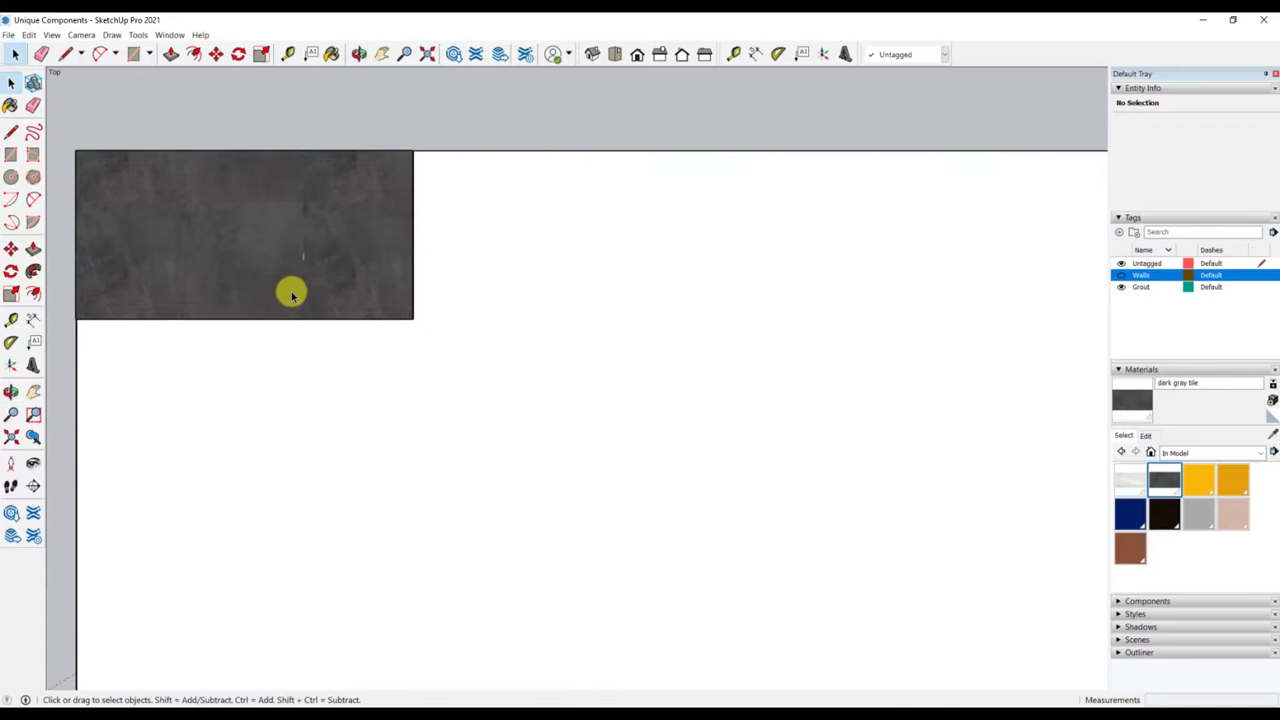 Unique Components - SketchUp Pro 2021
File Edit View Camera Draw Tools Window Help
Untagged
Top
Default Tray
Entity Info
No Selection
Tags
Search
Name Dashes
Untagged Default
Walls Default
Grout Default
Materials
dark gray tile
Select Edit
In Model
Components
Styles
Shadows
Scenes
Outliner
Click or drag to select objects. Shift = Add/Subtract. Ctrl = Add. Shift + Ctrl = Subtract.
Measurements